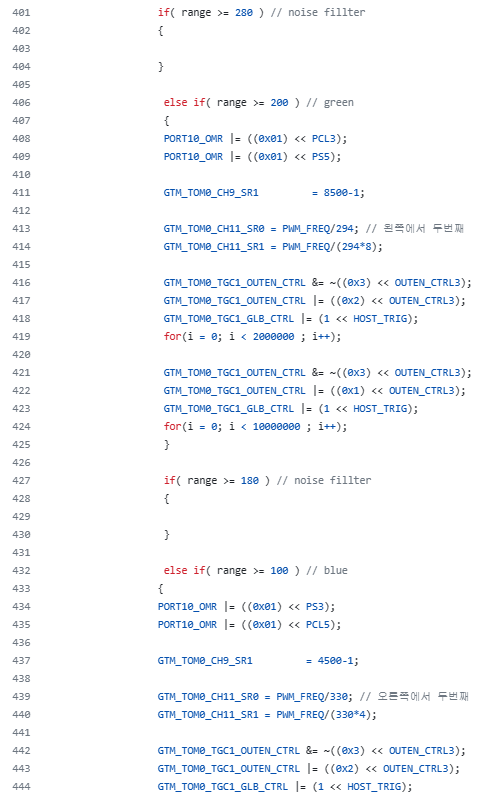 401 if( range >= 280 ) // noise fillter
402 {
403
404 }
405
406 else if( range >= 200 ) // green
407 {
408 PORT10_OMR |= ((0x01) << PCL3);
409 PORT10_OMR |= ((0x01) << PS5);
410
411 GTM_TOM0_CH9_SR1 = 8500-1;
412
413 GTM_TOM0_CH11_SR0 = PWM_FREQ/294; // 왼쪽에서 두번째
414 GTM_TOM0_CH11_SR1 = PWM_FREQ/(294*8);
415
416 GTM_TOM0_TGC1_OUTEN_CTRL &= ~((0x3) << OUTEN_CTRL3);
417 GTM_TOM0_TGC1_OUTEN_CTRL |= ((0x2) << OUTEN_CTRL3);
418 GTM_TOM0_TGC1_GLB_CTRL |= (1 << HOST_TRIG);
419 for(i = 0; i < 2000000 ; i++);
420
421 GTM_TOM0_TGC1_OUTEN_CTRL &= ~((0x3) << OUTEN_CTRL3);
422 GTM_TOM0_TGC1_OUTEN_CTRL |= ((0x1) << OUTEN_CTRL3);
423 GTM_TOM0_TGC1_GLB_CTRL |= (1 << HOST_TRIG);
424 for(i = 0; i < 10000000 ; i++);
425 }
426
427 if( range >= 180 ) // noise fillter
428 {
429
430 }
431
432 else if( range >= 100 ) // blue
433 {
434 PORT10_OMR |= ((0x01) << PS3);
435 PORT10_OMR |= ((0x01) << PCL5);
436
437 GTM_TOM0_CH9_SR1 = 4500-1;
438
439 GTM_TOM0_CH11_SR0 = PWM_FREQ/330; // 오른쪽에서 두번째
440 GTM_TOM0_CH11_SR1 = PWM_FREQ/(330*4);
441
442 GTM_TOM0_TGC1_OUTEN_CTRL &= ~((0x3) << OUTEN_CTRL3);
443 GTM_TOM0_TGC1_OUTEN_CTRL |= ((0x2) << OUTEN_CTRL3);
444 GTM_TOM0_TGC1_GLB_CTRL |= (1 << HOST_TRIG);